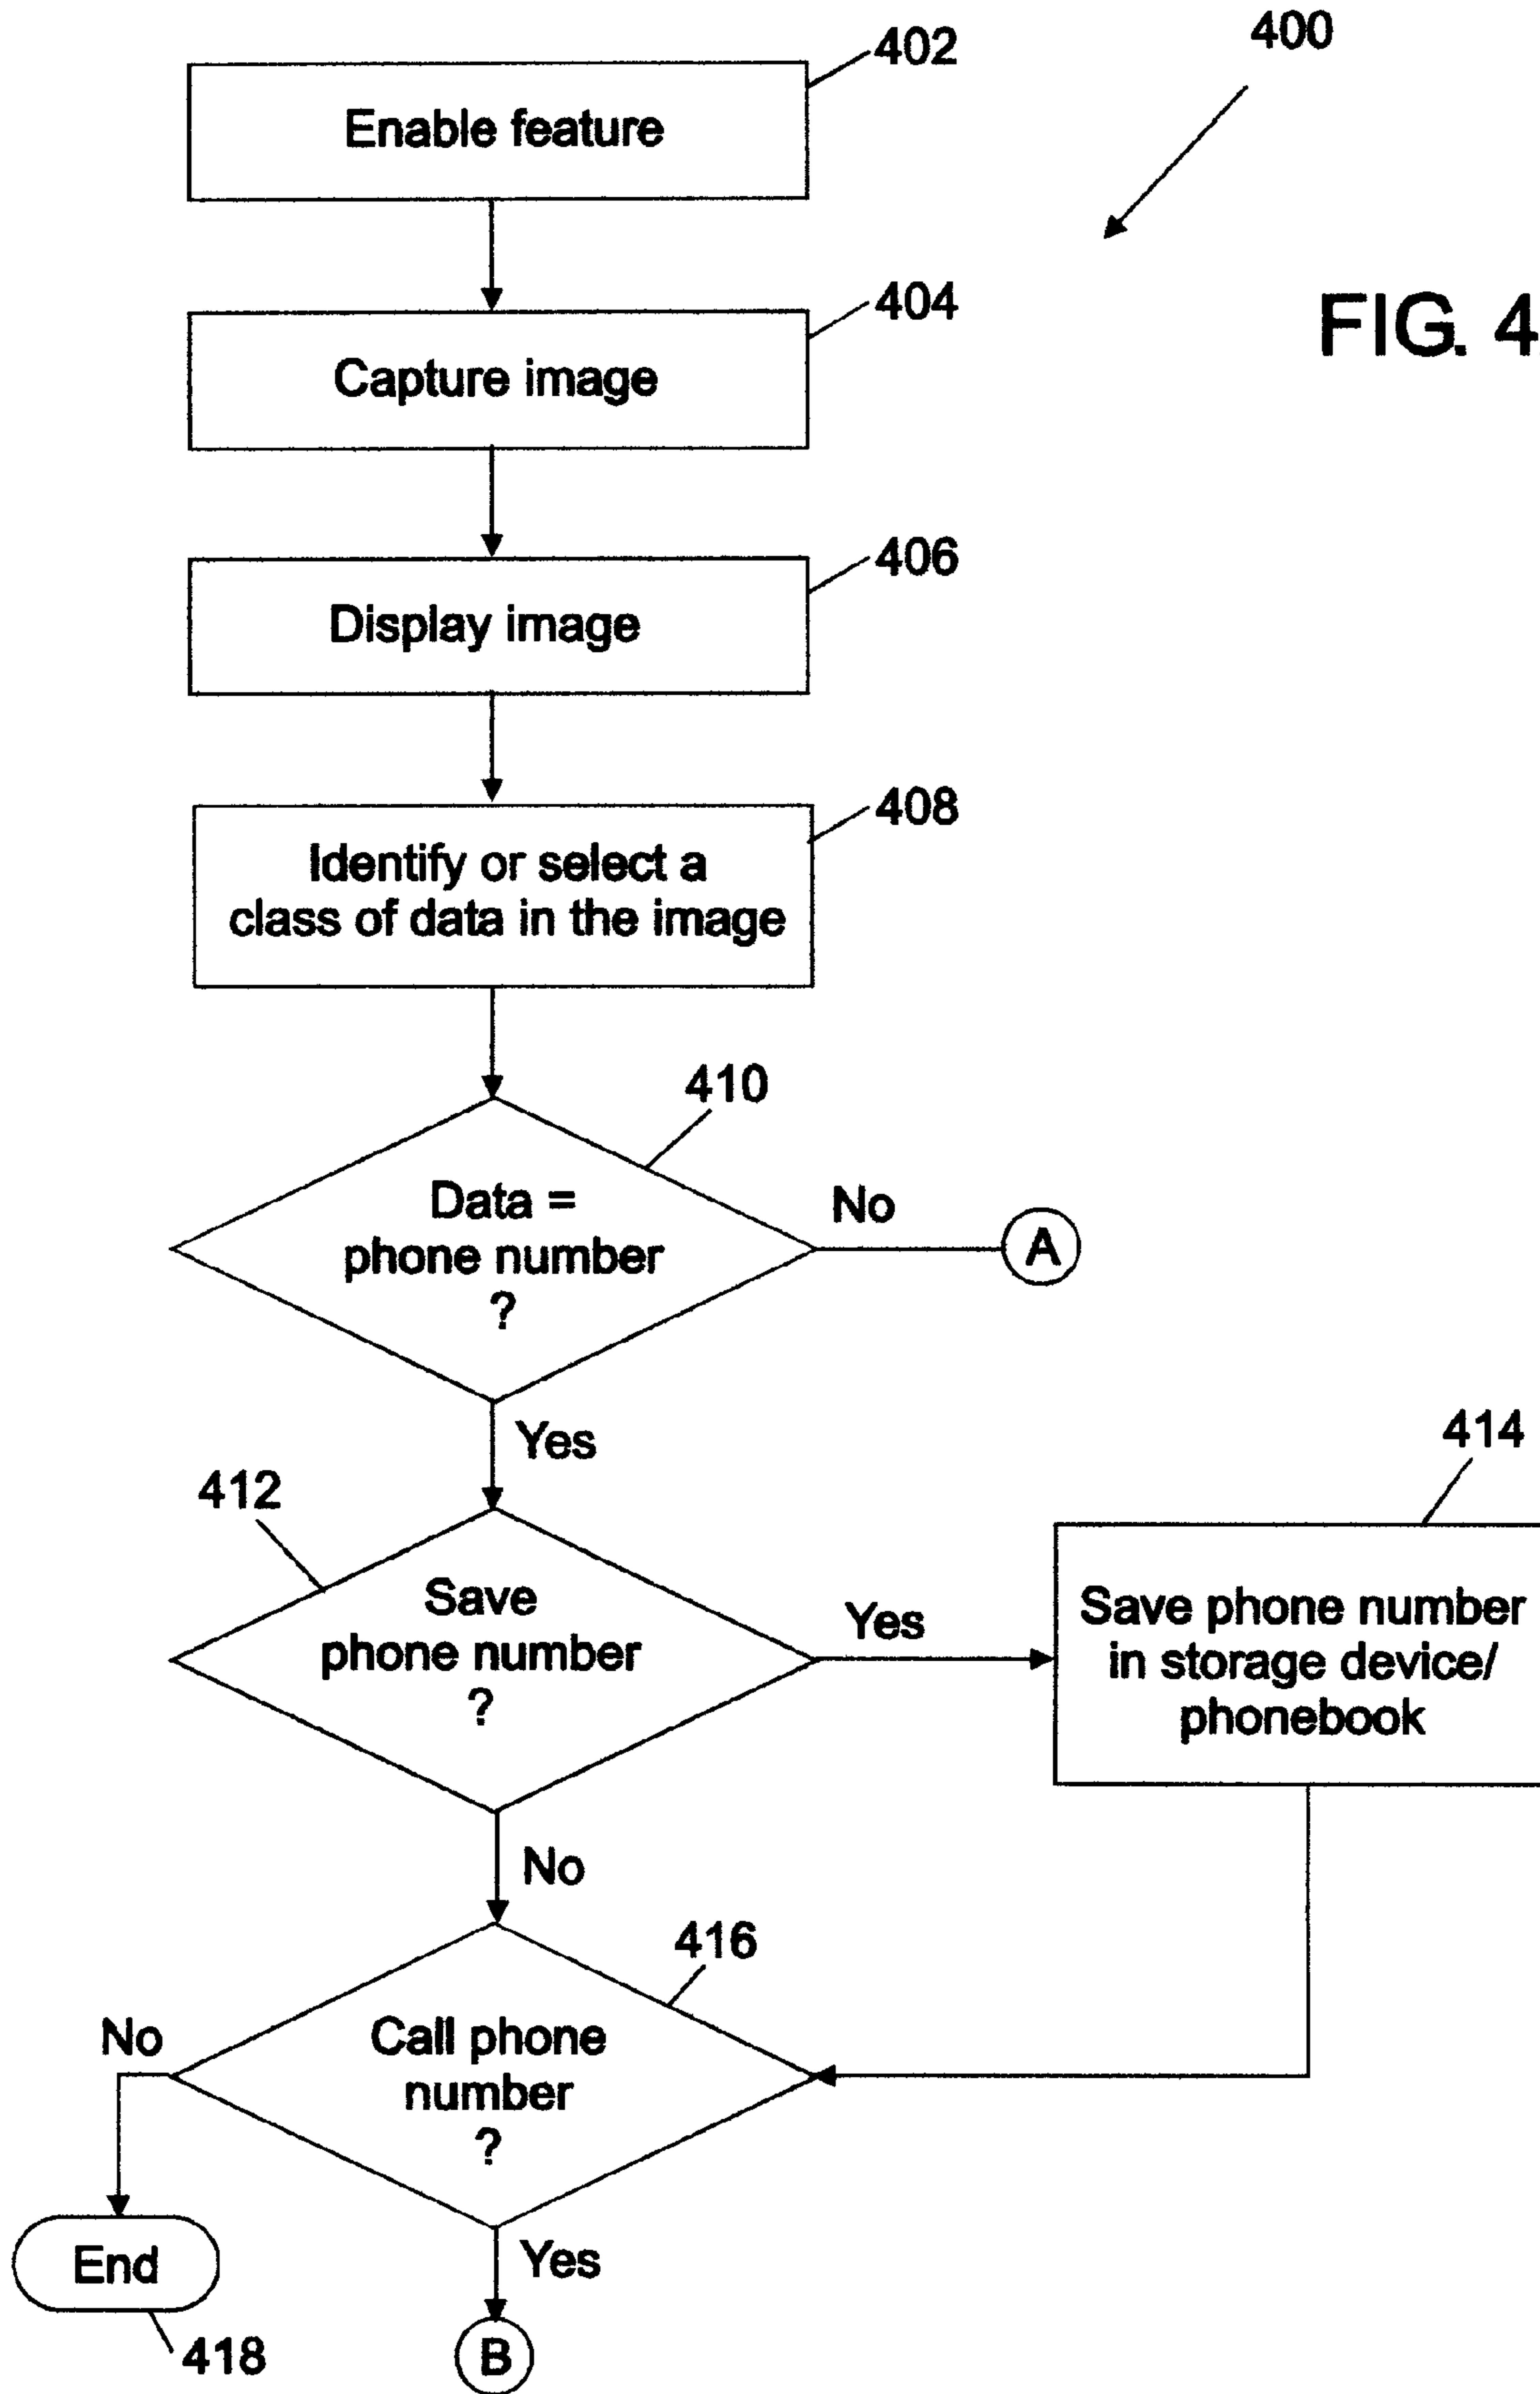 402
400
Enable feature
404
FIG. 4
Capture image
406
Display image
408
Identify or select a
class of data in the image
410
Data =
phone number
?
No
A
Yes
412
414
Save
phone number
?
Yes
Save phone number
in storage device/
phonebook
No
416
Call phone
number
?
No
End
418
Yes
B